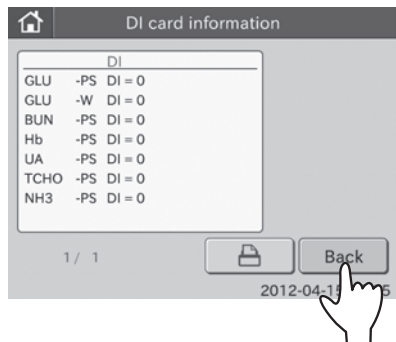 DI card information
DI
GLU -PS DI = 0
GLU -W DI = 0
BUN -PS DI = 0
Hb -PS DI = 0
UA -PS DI = 0
TCHO -PS DI = 0
NH3 -PS DI = 0
1/ 1
Back